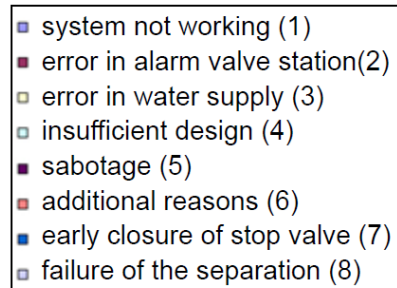 system not working (1)
error in alarm valve station(2)
error in water supply (3)
insufficient design (4)
sabotage (5)
additional reasons (6)
early closure of stop valve (7)
failure of the separation (8)